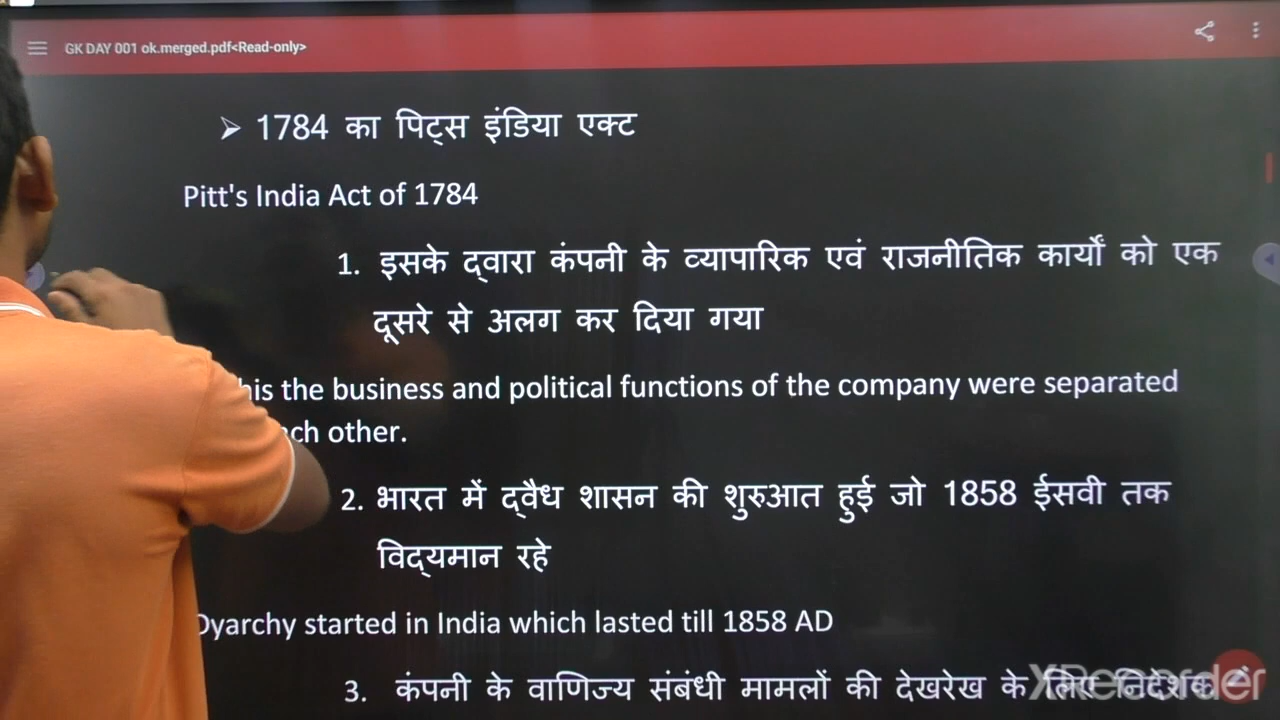 GK DAY 001 ok.merged.pdf<Read-only>
➢ 1784 का पिट्स इंडिया एक्ट
Pitt's India Act of 1784
1. इसके द्वारा कंपनी के व्यापारिक एवं राजनीतिक कार्यों को एक
दूसरे से अलग कर दिया गया
his the business and political functions of the company were separated
ch other.
2. भारत में द्वैध शासन की शुरुआत हुई जो 1858 ईसवी तक
विद्यमान रहे
Dyarchy started in India which lasted till 1858 AD
3. कंपनी के वाणिज्य संबंधी मामलों की देखरेख के लिए निदेशक
XRecorder